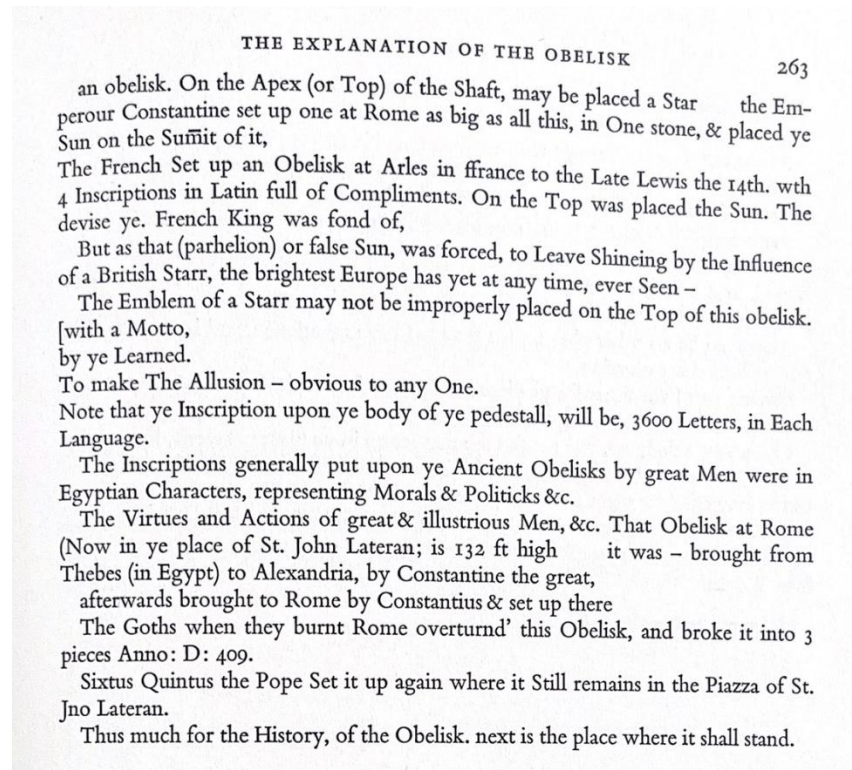 THE EXPLANATION OF THE OBELISK 263
an obelisk. On the Apex (or Top) of the Shaft, may be placed a Star the Em-
perour Constantine set up one at Rome as big as all this, in One stone, & placed ye
Sun on the Sum̄it of it,
The French Set up an Obelisk at Arles in ffrance to the Late Lewis the 14th. wth
4 Inscriptions in Latin full of Compliments. On the Top was placed the Sun. The
devise ye. French King was fond of,
But as that (parhelion) or false Sun, was forced, to Leave Shineing by the Influence
of a British Starr, the brightest Europe has yet at any time, ever Seen –
The Emblem of a Starr may not be improperly placed on the Top of this obelisk.
[with a Motto,
by ye Learned.
To make The Allusion – obvious to any One.
Note that ye Inscription upon ye body of ye pedestall, will be, 3600 Letters, in Each
Language.
The Inscriptions generally put upon ye Ancient Obelisks by great Men were in
Egyptian Characters, representing Morals & Politicks &c.
The Virtues and Actions of great & illustrious Men, &c. That Obelisk at Rome
(Now in ye place of St. John Lateran; is 132 ft high it was – brought from
Thebes (in Egypt) to Alexandria, by Constantine the great,
afterwards brought to Rome by Constantius & set up there
The Goths when they burnt Rome overturnd' this Obelisk, and broke it into 3
pieces Anno: D: 409.
Sixtus Quintus the Pope Set it up again where it Still remains in the Piazza of St.
Jno Lateran.
Thus much for the History, of the Obelisk. next is the place where it shall stand.